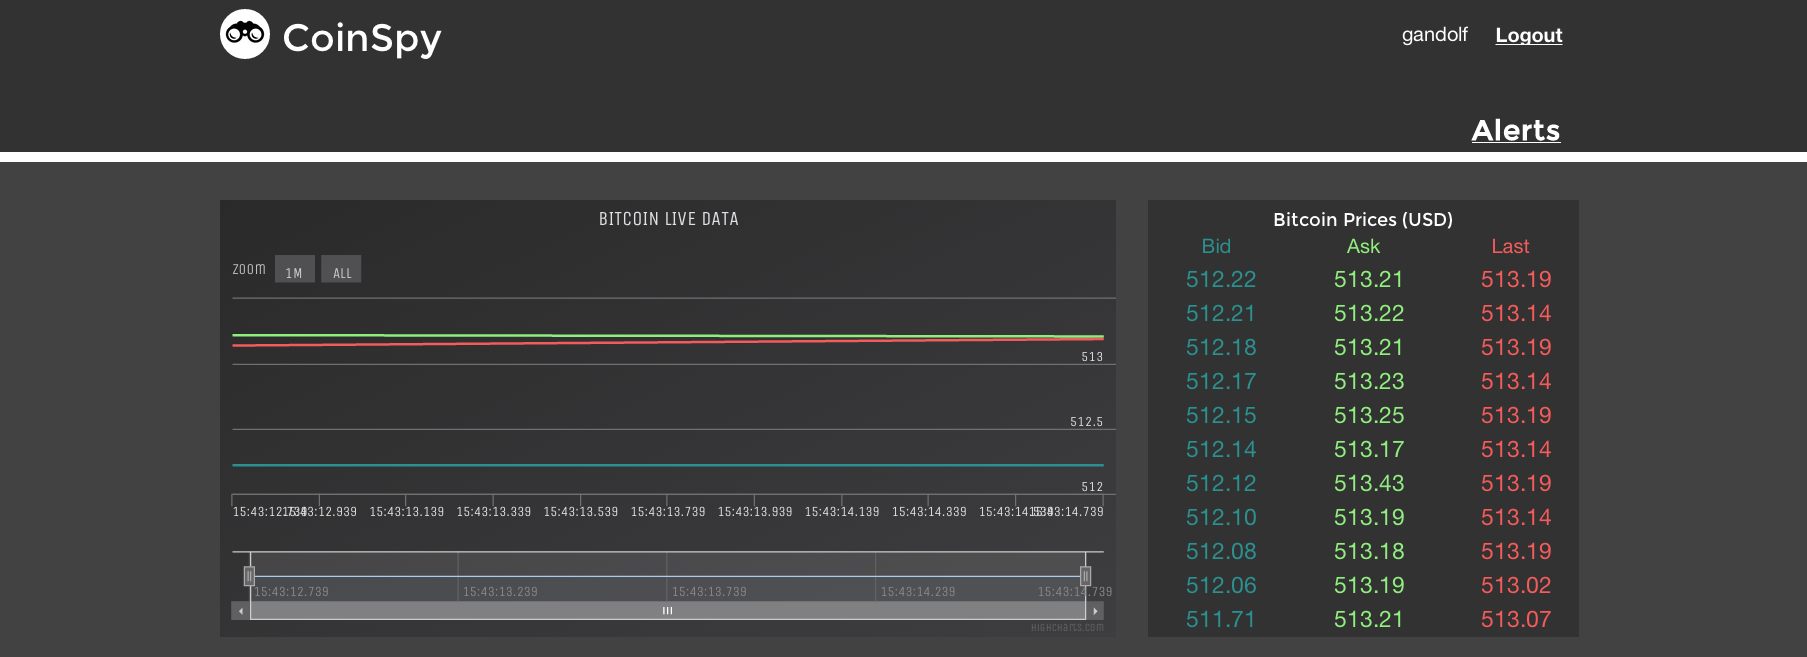 CoinSpy
gandolf Logout
Alerts
BITCOIN LIVE DATA
Zoom 1M ALL
513
512.5
512
15:43:12.739 15:43:12.939 15:43:13.139 15:43:13.339 15:43:13.539 15:43:13.739 15:43:13.939 15:43:14.139 15:43:14.339 15:43:14.539 15:43:14.739
15:43:12.739 15:43:13.239 15:43:13.739 15:43:14.239 15:43:14.739
Highcharts.com
Bitcoin Prices (USD)
Bid Ask Last
512.22 513.21 513.19
512.21 513.22 513.14
512.18 513.21 513.19
512.17 513.23 513.14
512.15 513.25 513.19
512.14 513.17 513.14
512.12 513.43 513.19
512.10 513.19 513.14
512.08 513.18 513.19
512.06 513.19 513.02
511.71 513.21 513.07